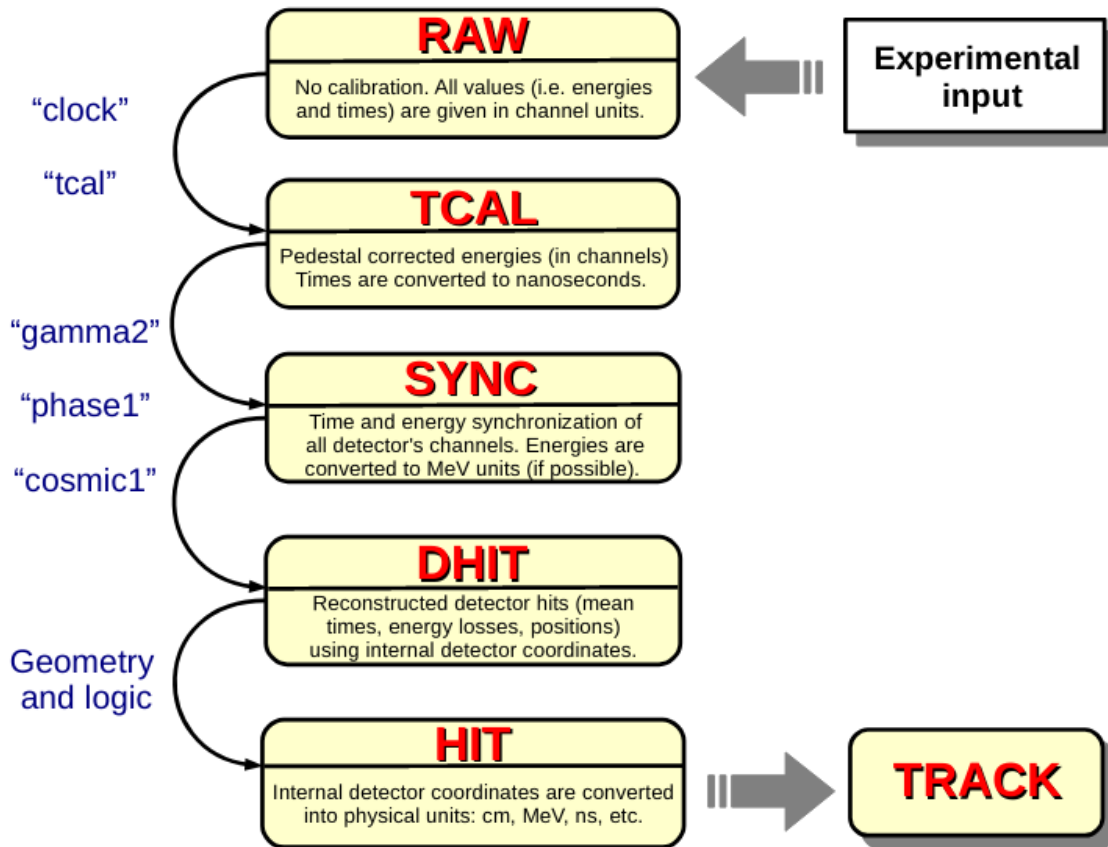 RAW
No calibration. All values (i.e. energies
and times) are given in channel units.
Experimental
input
“clock”
“tcal”
TCAL
Pedestal corrected energies (in channels)
Times are converted to nanoseconds.
“gamma2”
“phase1”
“cosmic1”
SYNC
Time and energy synchronization of
all detector's channels. Energies are
converted to MeV units (if possible).
DHIT
Reconstructed detector hits (mean
times, energy losses, positions)
using internal detector coordinates.
Geometry
and logic
HIT
Internal detector coordinates are converted
into physical units: cm, MeV, ns, etc.
TRACK